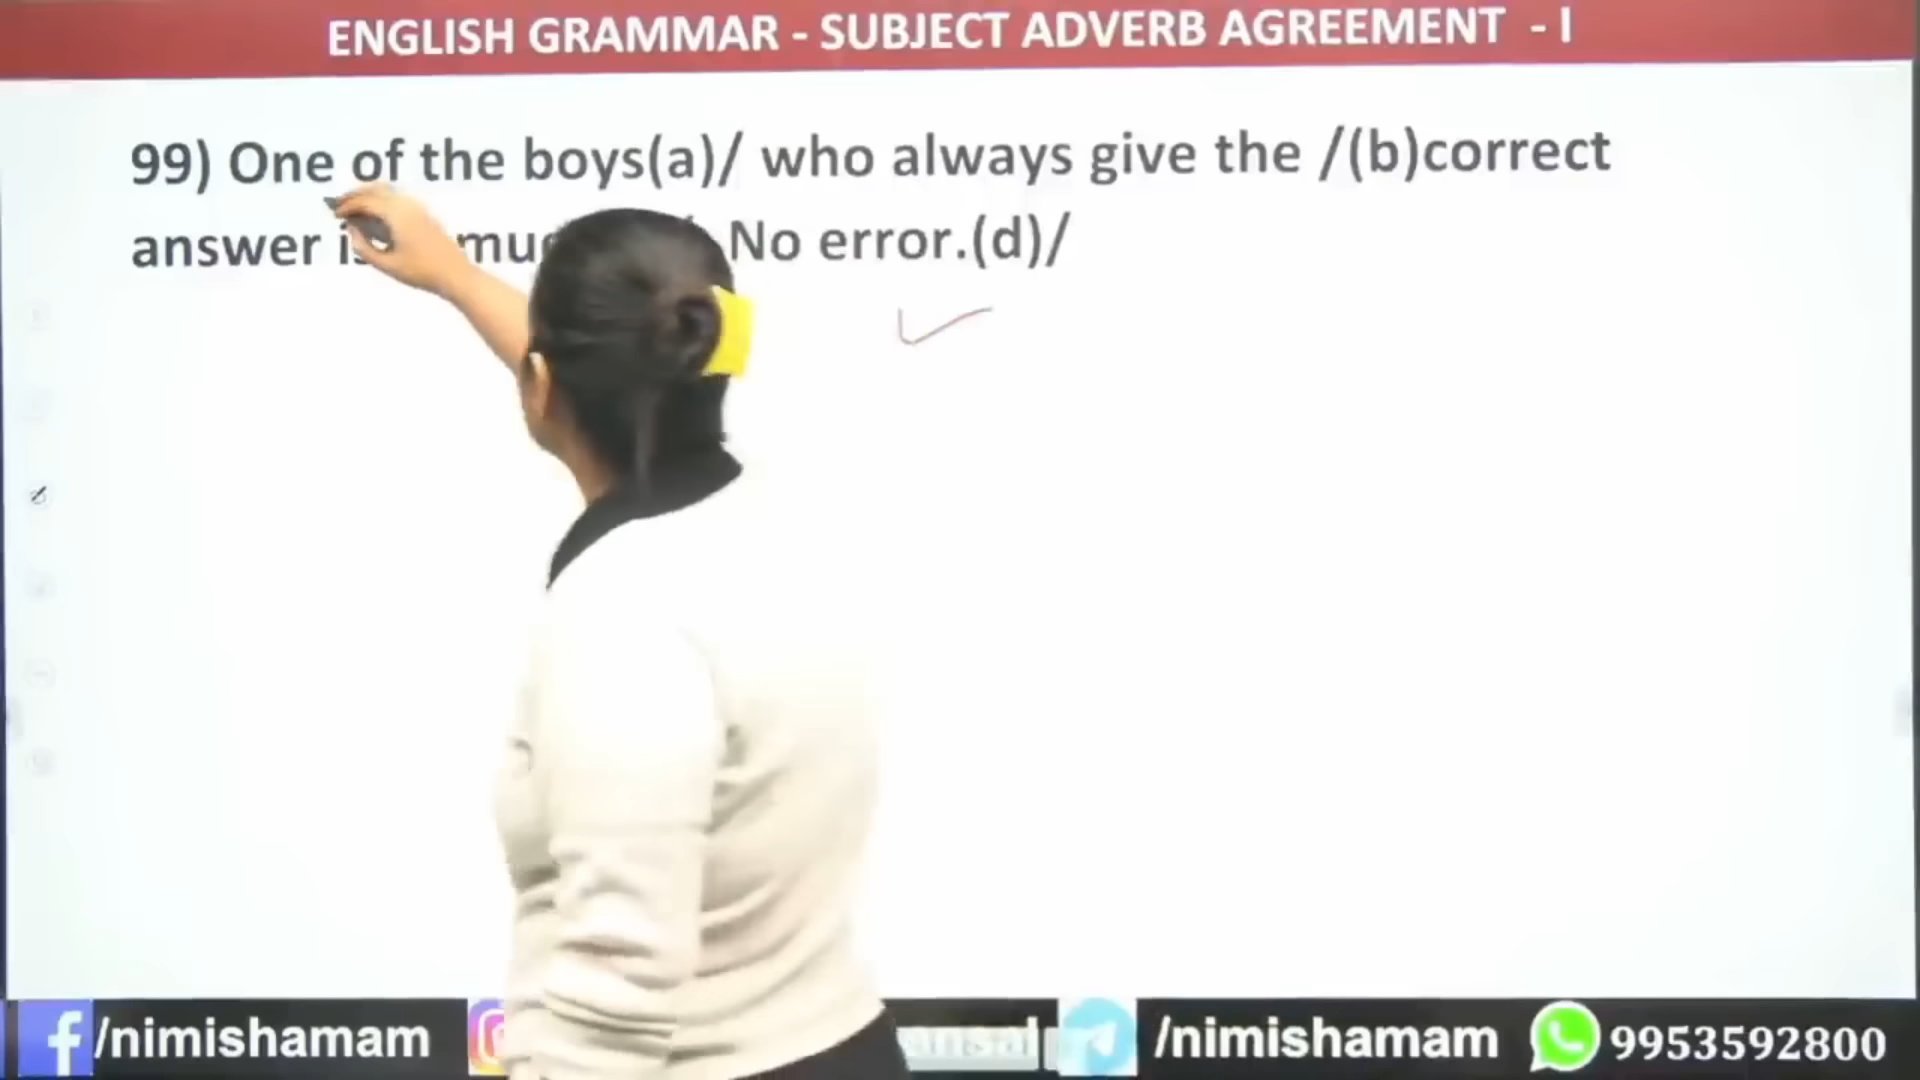 ENGLISH GRAMMAR - SUBJECT ADVERB AGREEMENT - I
99) One of the boys(a)/ who always give the /(b)correct
answer No error.(d)/
/nimishamam /nimishamam 9953592800